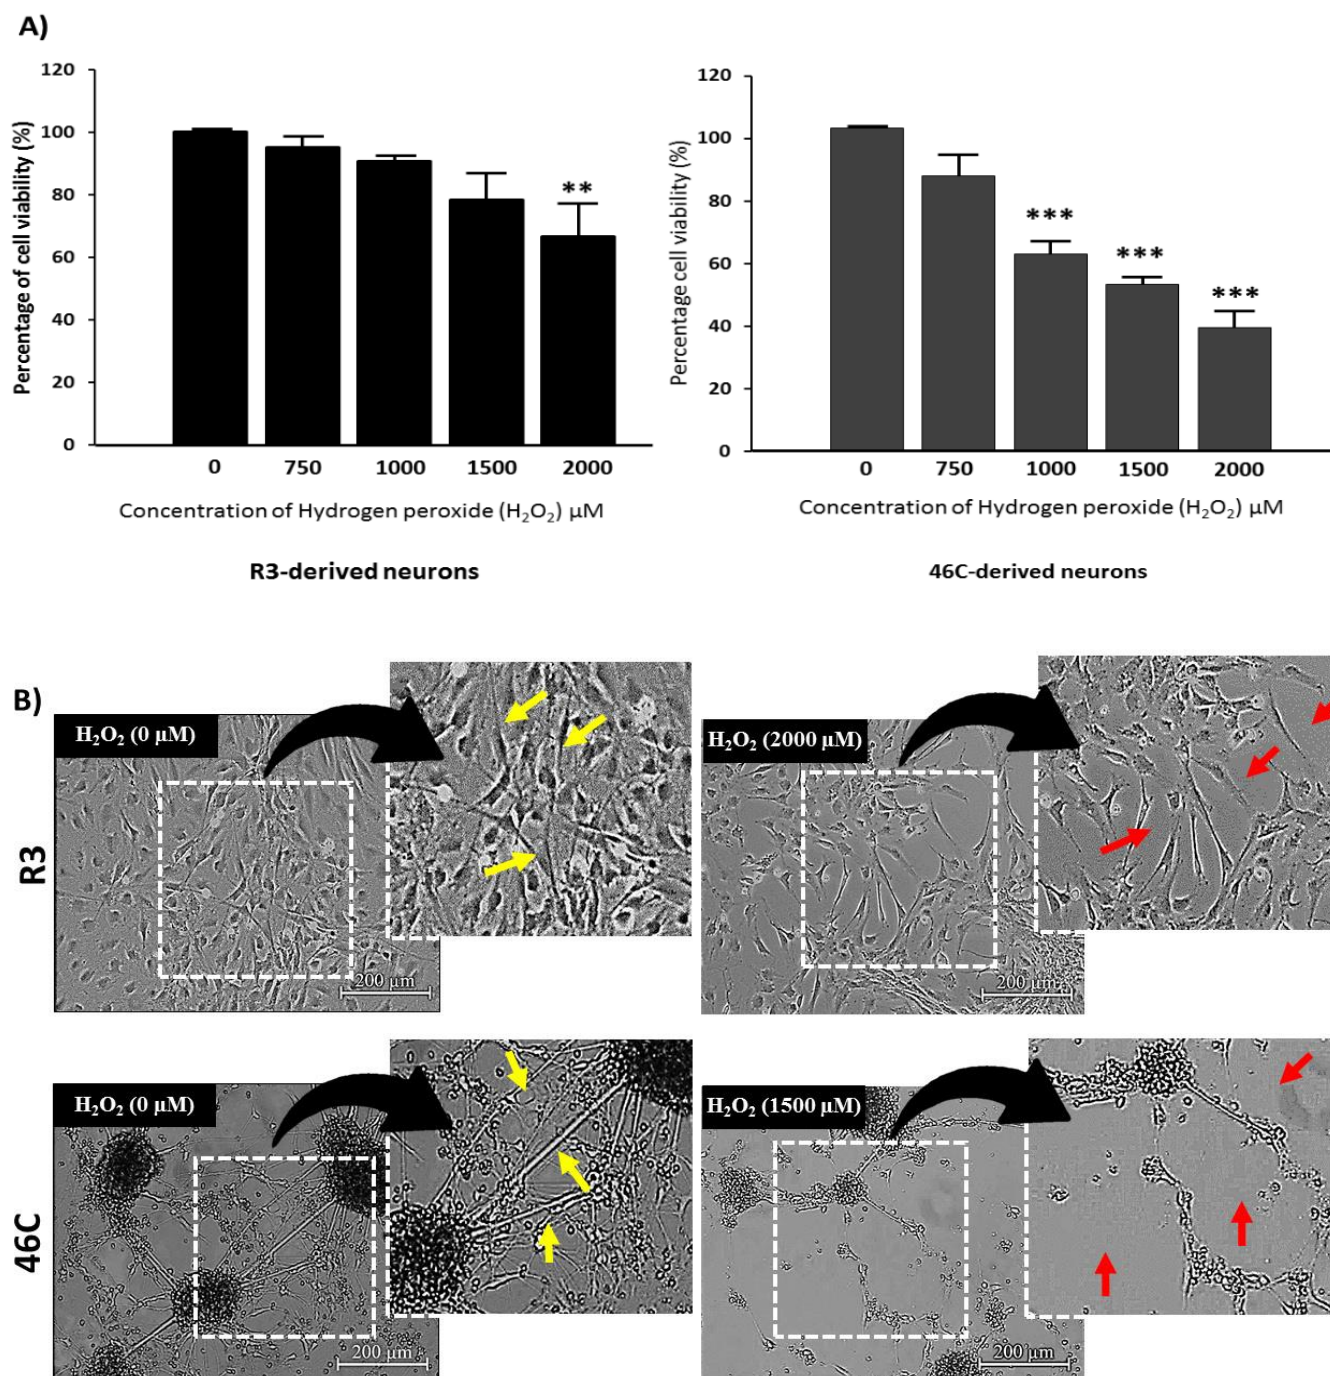 A)
120
100
80
60
40
20
0
Percentage of cell viability (%)
**
0 750 1000 1500 2000
Concentration of Hydrogen peroxide (H₂O₂) µM
R3-derived neurons
120
100
80
60
40
20
0
Percentage cell viability (%)
***
***
***
0 750 1000 1500 2000
Concentration of Hydrogen peroxide (H₂O₂) µM
46C-derived neurons
B)
R3
H₂O₂ (0 µM)
200 µm
H₂O₂ (2000 µM)
200 µm
46C
H₂O₂ (0 µM)
200 µm
H₂O₂ (1500 µM)
200 µm